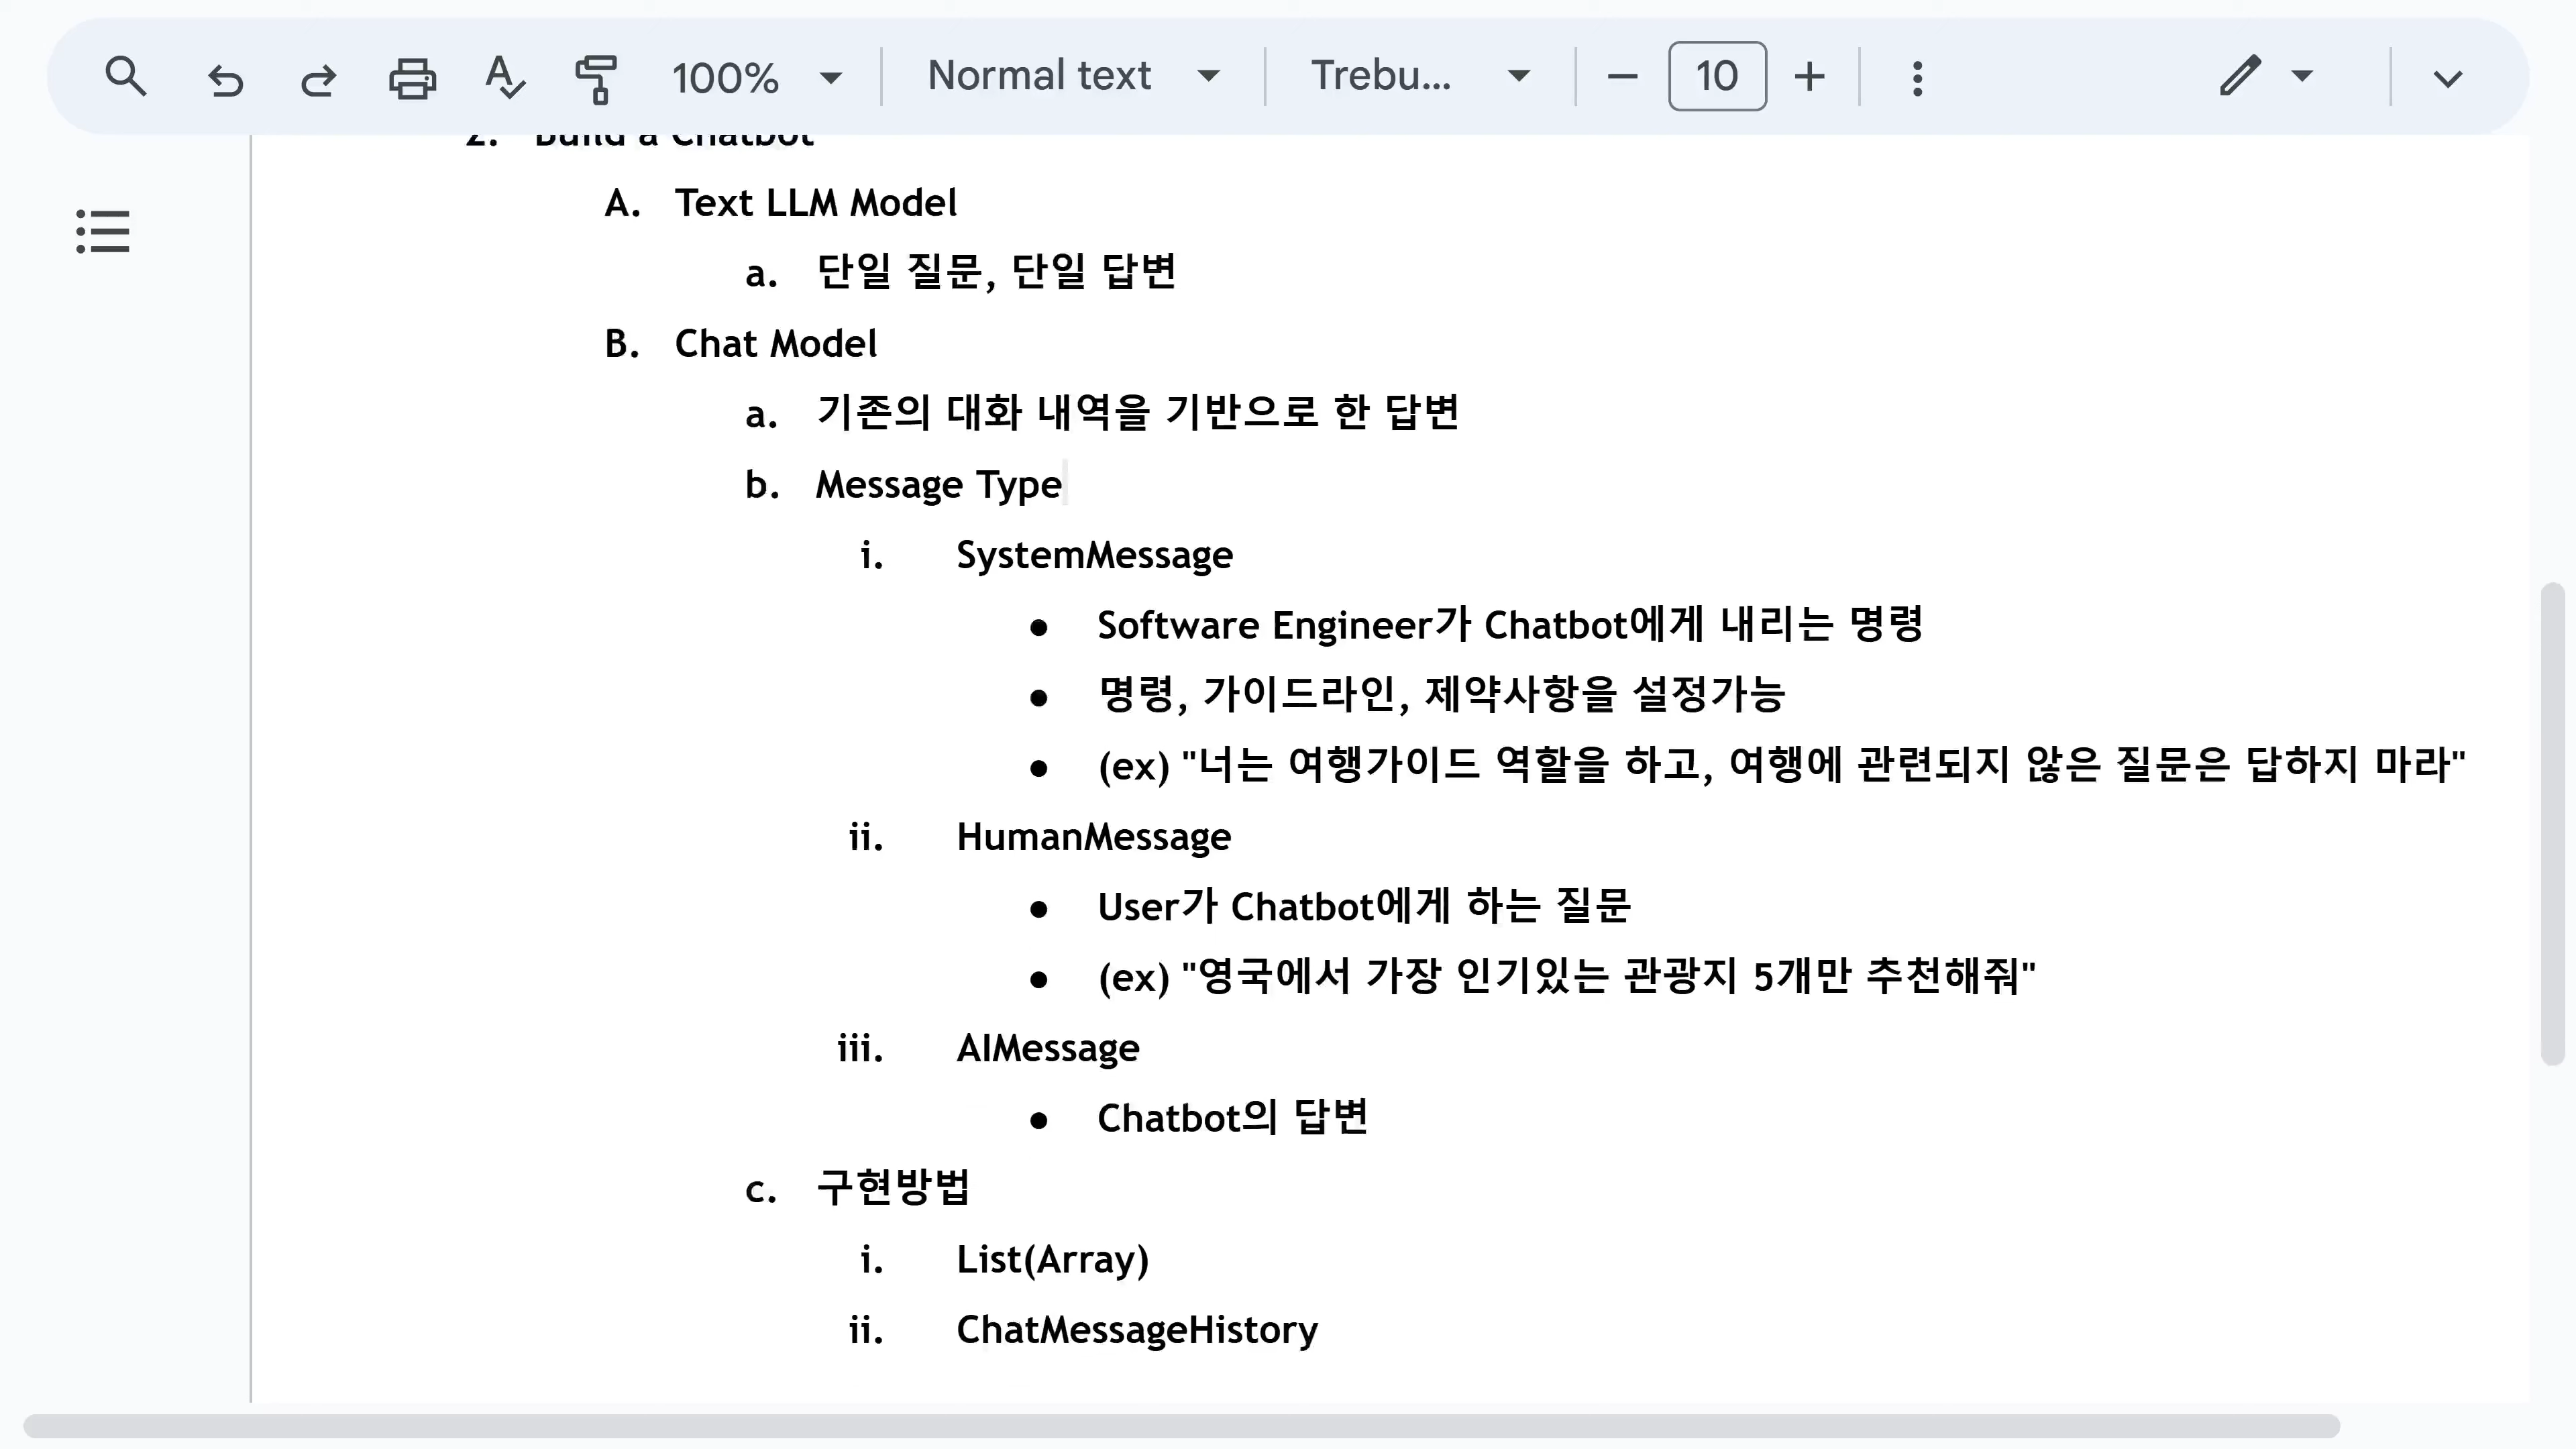 100%
Normal text
Trebu...
10
2. Build a Chatbot
A. Text LLM Model
a. 단일 질문, 단일 답변
B. Chat Model
a. 기존의 대화 내역을 기반으로 한 답변
b. Message Type
i. SystemMessage
● Software Engineer가 Chatbot에게 내리는 명령
● 명령, 가이드라인, 제약사항을 설정가능
● (ex) "너는 여행가이드 역할을 하고, 여행에 관련되지 않은 질문은 답하지 마라"
ii. HumanMessage
● User가 Chatbot에게 하는 질문
● (ex) "영국에서 가장 인기있는 관광지 5개만 추천해줘"
iii. AIMessage
● Chatbot의 답변
c. 구현방법
i. List(Array)
ii. ChatMessageHistory